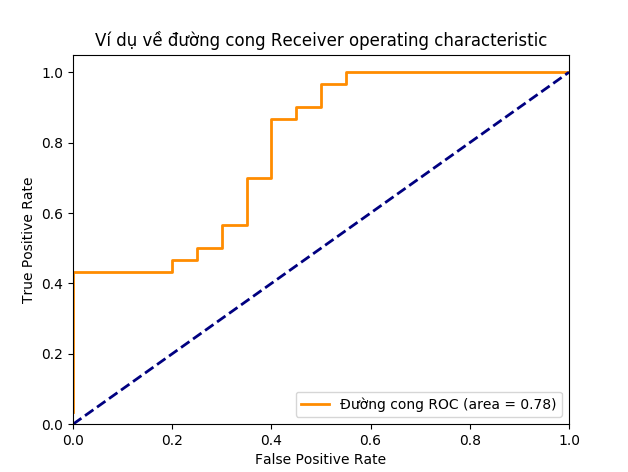 Ví dụ về đường cong Receiver operating characteristic
1.0
0.8
0.6
0.4
0.2
0.0
True Positive Rate
Đường cong ROC (area = 0.78)
0.0 0.2 0.4 0.6 0.8 1.0
False Positive Rate